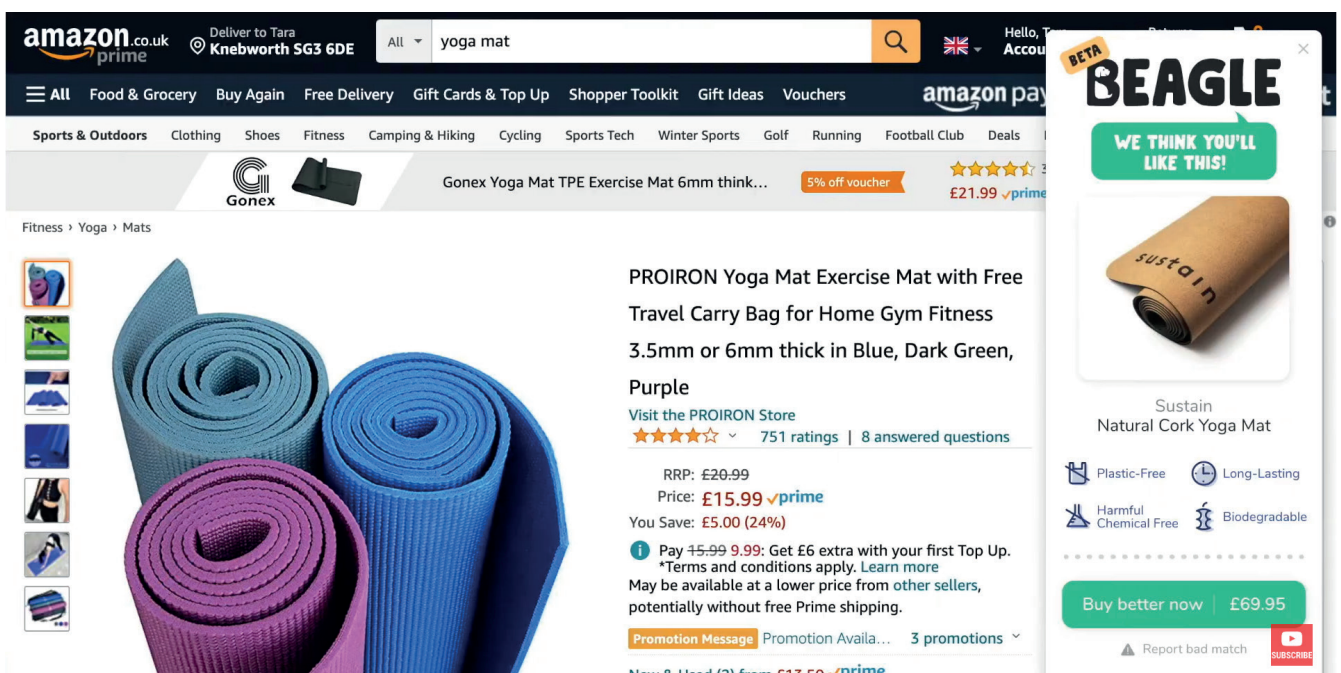 amazon.co.uk
prime
Deliver to Tara
Knebworth SG3 6DE
All
yoga mat
Hello,
All
Food & Grocery
Buy Again
Free Delivery
Gift Cards & Top Up
Shopper Toolkit
Gift Ideas
Vouchers
amazon pay
Sports & Outdoors
Clothing
Shoes
Fitness
Camping & Hiking
Cycling
Sports Tech
Winter Sports
Golf
Running
Football Club
Deals
Gonex
Gonex Yoga Mat TPE Exercise Mat 6mm think...
5% off voucher
£21.99 prime
Fitness › Yoga › Mats
PROIRON Yoga Mat Exercise Mat with Free
Travel Carry Bag for Home Gym Fitness
3.5mm or 6mm thick in Blue, Dark Green,
Purple
Visit the PROIRON Store
751 ratings | 8 answered questions
RRP: £20.99
Price: £15.99 prime
You Save: £5.00 (24%)
Pay 15.99 9.99: Get £6 extra with your first Top Up.
*Terms and conditions apply. Learn more
May be available at a lower price from other sellers,
potentially without free Prime shipping.
Promotion Message Promotion Availa... 3 promotions
BETA
BEAGLE
WE THINK YOU'LL
LIKE THIS!
sustain
Sustain
Natural Cork Yoga Mat
Plastic-Free
Long-Lasting
Harmful
Chemical Free
Biodegradable
Buy better now | £69.95
Report bad match
SUBSCRIBE